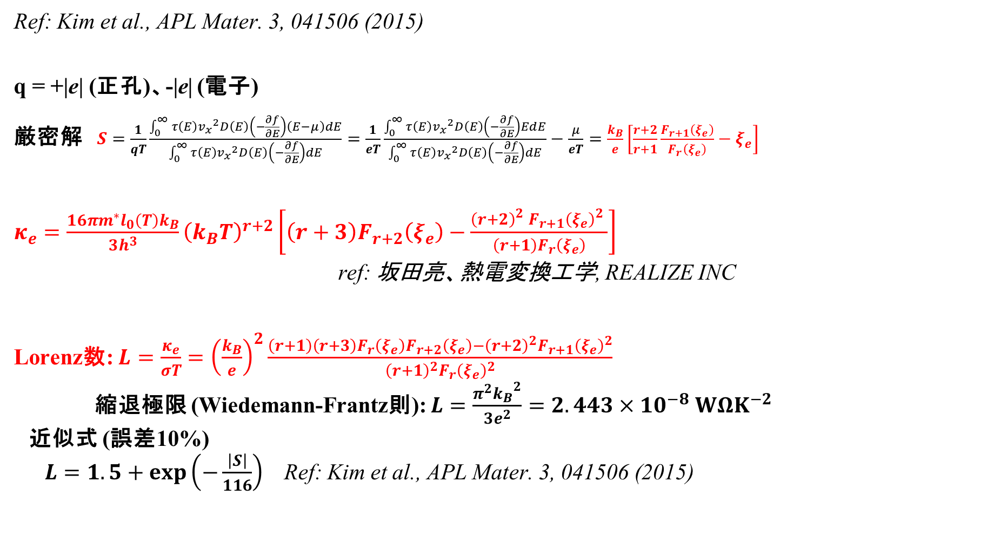 Ref: Kim et al., APL Mater. 3, 041506 (2015)
q = +|e| (正孔)、-|e| (電子)
厳密解 $S = \frac{1}{qT} \frac{\int_0^\infty \tau(E) v_x{}^2 D(E) \left(-\frac{\partial f}{\partial E}\right)(E-\mu) dE}{\int_0^\infty \tau(E) v_x{}^2 D(E) \left(-\frac{\partial f}{\partial E}\right) dE} = \frac{1}{eT} \frac{\int_0^\infty \tau(E) v_x{}^2 D(E) \left(-\frac{\partial f}{\partial E}\right) E dE}{\int_0^\infty \tau(E) v_x{}^2 D(E) \left(-\frac{\partial f}{\partial E}\right) dE} - \frac{\mu}{eT} = \frac{k_B}{e} \left[\frac{r+2}{r+1} \frac{F_{r+1}(\xi_e)}{F_r(\xi_e)} - \xi_e\right]$
$\kappa_e = \frac{16\pi m^* l_0(T) k_B}{3h^3} (k_B T)^{r+2} \left[(r+3) F_{r+2}(\xi_e) - \frac{(r+2)^2 F_{r+1}(\xi_e)^2}{(r+1) F_r(\xi_e)}\right]$
ref: 坂田亮、熱電変換工学, REALIZE INC
Lorenz数: $L = \frac{\kappa_e}{\sigma T} = \left(\frac{k_B}{e}\right)^2 \frac{(r+1)(r+3) F_r(\xi_e) F_{r+2}(\xi_e) - (r+2)^2 F_{r+1}(\xi_e)^2}{(r+1)^2 F_r(\xi_e)^2}$
縮退極限 (Wiedemann-Frantz則): $L = \frac{\pi^2 k_B{}^2}{3e^2} = 2.443 \times 10^{-8}$ WΩK$^{-2}$
近似式 (誤差10%)
$L = 1.5 + \exp\left(-\frac{|S|}{116}\right)$ Ref: Kim et al., APL Mater. 3, 041506 (2015)